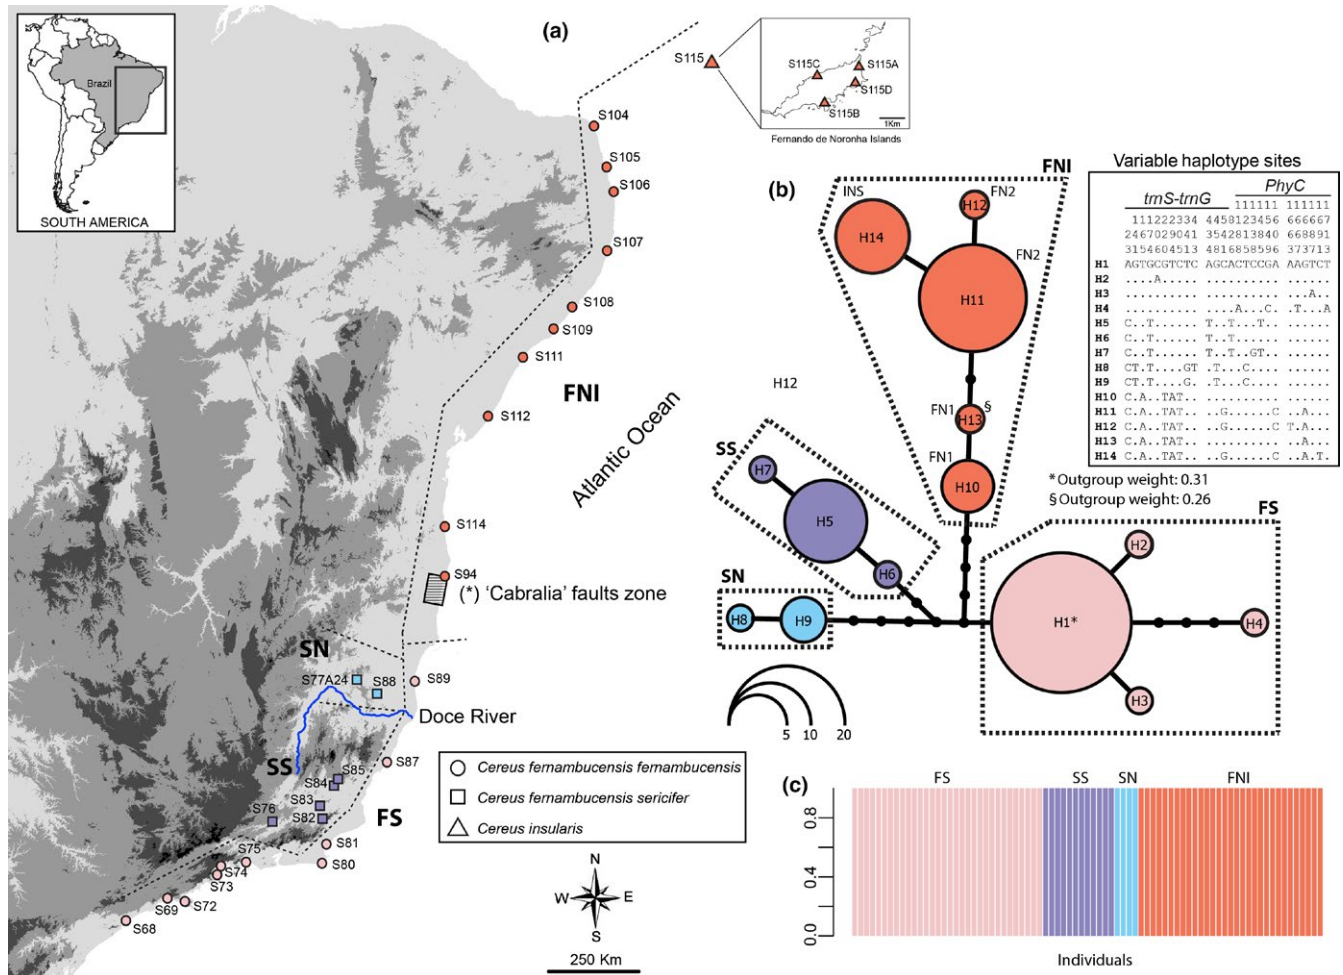 (a)
Brazil
SOUTH AMERICA
S115
S115C
S115A
S115D
S115B
1Km
Fernando de Noronha Islands
S104
S105
S106
S107
S108
S109
S111
S112
FNI
Atlantic Ocean
S114
S94
(*) 'Cabralia' faults zone
SN
S77A24
S88
S89
Doce River
SS
S85
S84
S87
S83
S76
S82
FS
S81
S75
S80
S74
S73
S69
S72
S68
Cereus fernambucensis fernambucensis
Cereus fernambucensis sericifer
Cereus insularis
N
W
E
S
250 Km
(b)
FNI
INS
FN2
H12
H14
FN2
H11
H12
FN1
§
H13
FN1
H10
SS
H7
H5
H6
SN
H8
H9
FS
H2
H1*
H4
H3
5 10 20
Variable haplotype sites
trnS-trnG PhyC
111111 111111
1112223344 4458123456 666667
2467029041 3542813840 668891
3154604513 4816858596 373713
H1 AGTGCGTCTC AGCACTCCGA AAGTCT
H2 ....A..... .......... ......
H3 .......... .......... ...A..
H4 .......... ....A...C. ..T..A
H5 C..T...... T..T...T.. ......
H6 C..T...... T..T...... ......
H7 C..T...... T..T..GT.. ......
H8 CT.T...GT. .T...C.... ......
H9 CT.T...G.. .T...C.... ......
H10 C.A..TAT.. .......... ......
H11 C.A..TAT.. ..G.....C. ...A..
H12 C.A..TAT.. ..G.....C. T.A...
H13 C.A..TAT.. .......... ...A..
H14 C.A..TAT.. ..G.....C. ...A.T.
*Outgroup weight: 0.31
§Outgroup weight: 0.26
(c)
FS SS SN FNI
0.8
0.4
0.0
Individuals